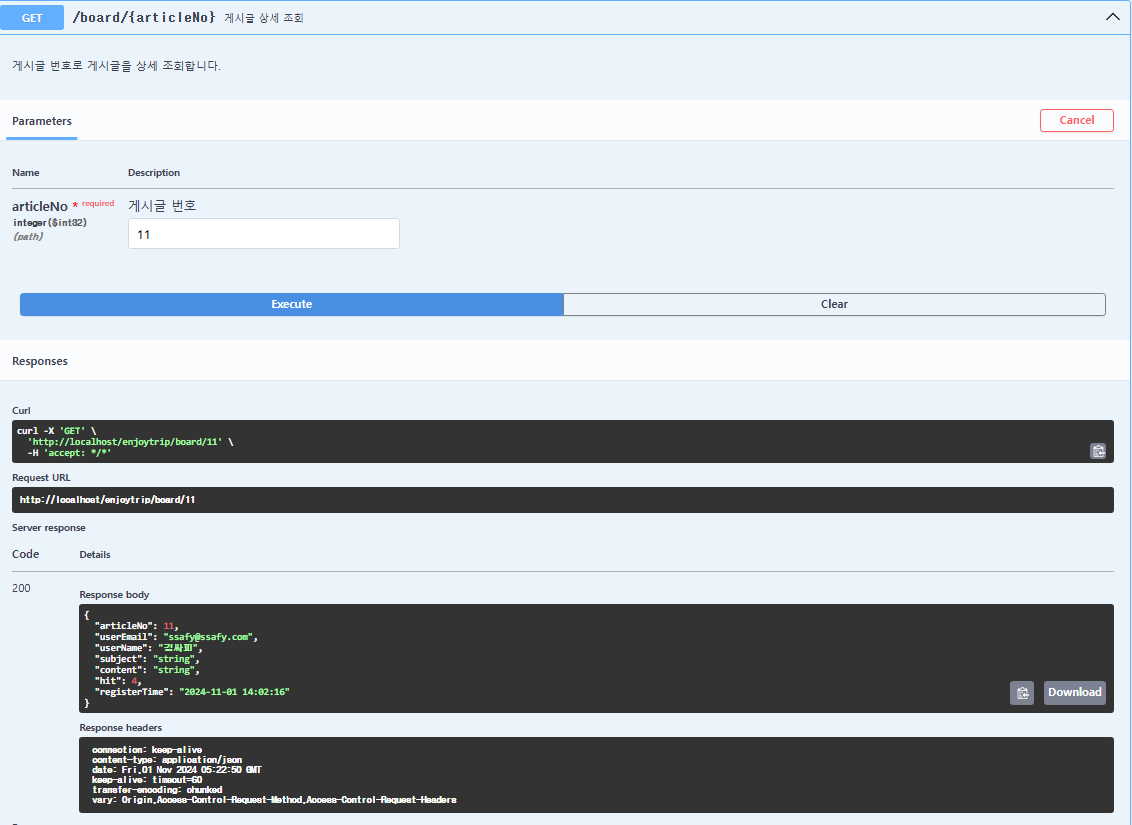 GET /board/{articleNo} 게시글 상세 조회
게시글 번호로 게시글을 상세 조회합니다.
Parameters
Cancel
Name Description
articleNo * required 게시글 번호
integer($int32)
(path)
11
Execute Clear
Responses
Curl
curl -X 'GET' \
'http://localhost/enjoytrip/board/11' \
-H 'accept: */*'
Request URL
http://localhost/enjoytrip/board/11
Server response
Code Details
200
Response body
{
"articleNo": 11,
"userEmail": "ssafy@ssafy.com",
"userName": "김싸피",
"subject": "string",
"content": "string",
"hit": 4,
"registerTime": "2024-11-01 14:02:16"
}
Download
Response headers
connection: keep-alive
content-type: application/json
date: Fri,01 Nov 2024 05:22:50 GMT
keep-alive: timeout=60
transfer-encoding: chunked
vary: Origin,Access-Control-Request-Method,Access-Control-Request-Headers